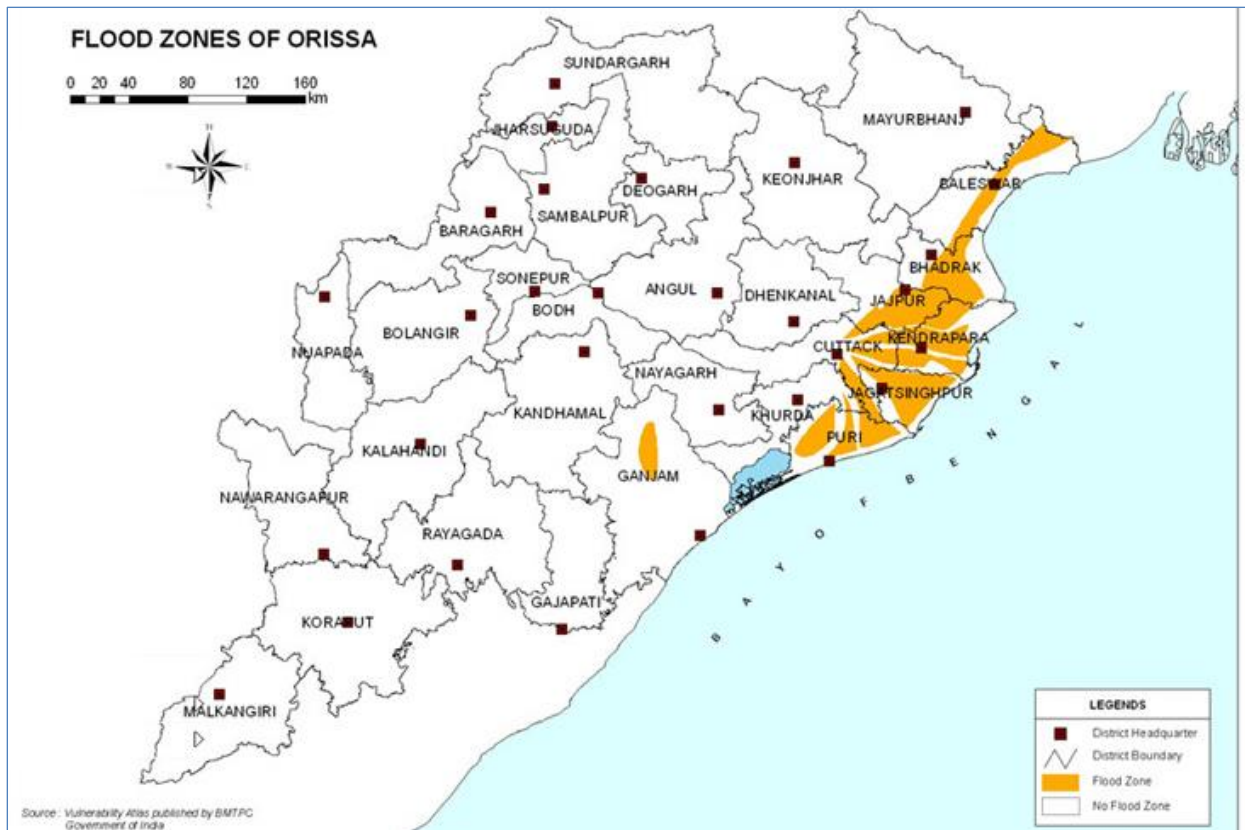 FLOOD ZONES OF ORISSA
0 20 40 80 120 160
km
N
SUNDARGARH
JHARSUGUDA
MAYURBHANJ
KEONJHAR
DEOGARH
SAMBALPUR
BALESWAR
BARAGARH
BHADRAK
SONEPUR
ANGUL
DHENKANAL
JAJPUR
BODH
BOLANGIR
KENDRAPARA
CUTTACK
NUAPADA
NAYAGARH
JAGATSINGHPUR
KANDHAMAL
KHURDA
PURI
KALAHANDI
GANJAM
NAWARANGAPUR
RAYAGADA
GAJAPATI
KORAPUT
MALKANGIRI
BAY OF BENGAL
LEGENDS
District Headquarter
District Boundary
Flood Zone
No Flood Zone
Source : Vulnerability Atlas published by BMTPC
Government of India